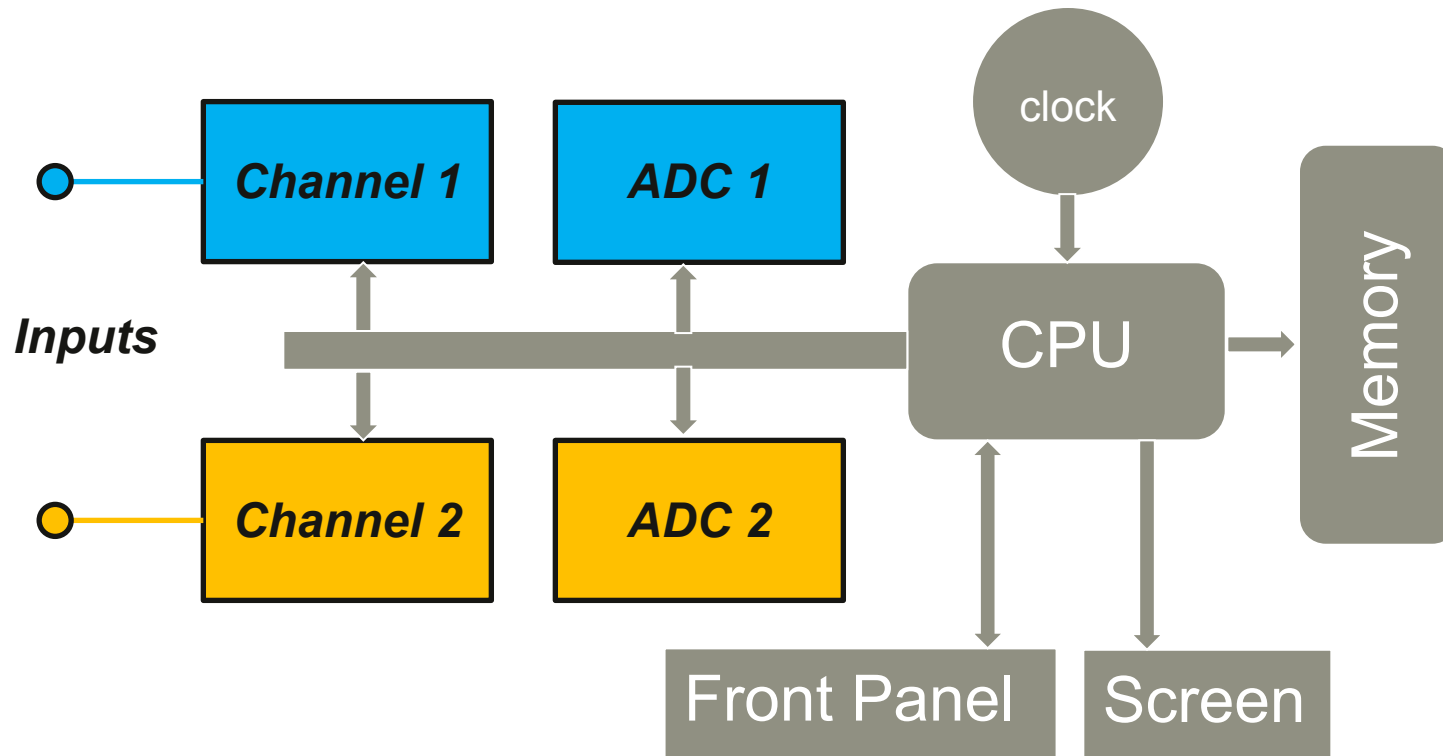 clock
Channel 1
ADC 1
Inputs
CPU
Memory
Channel 2
ADC 2
Front Panel
Screen